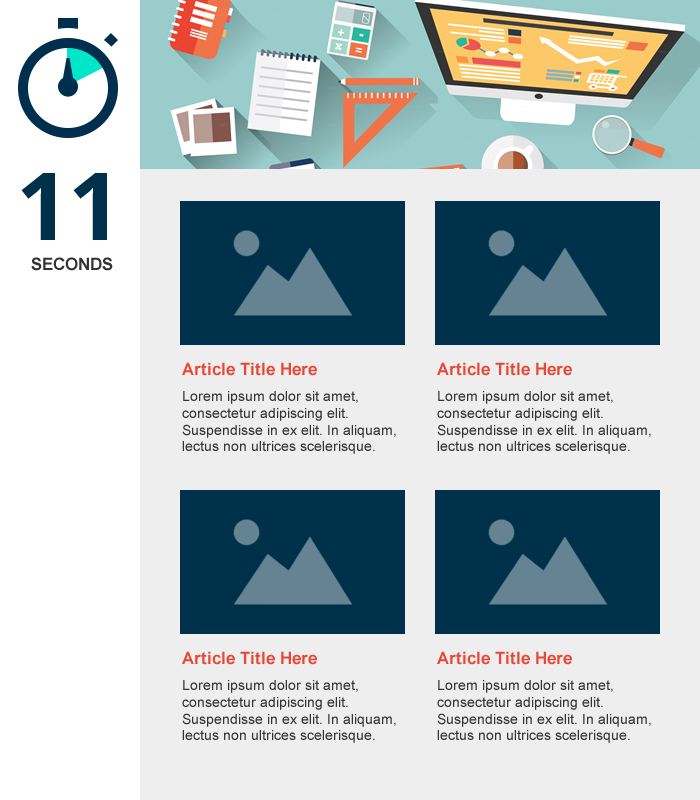 11
SECONDS
Article Title Here
Lorem ipsum dolor sit amet,
consectetur adipiscing elit.
Suspendisse in ex elit. In aliquam,
lectus non ultrices scelerisque.
Article Title Here
Lorem ipsum dolor sit amet,
consectetur adipiscing elit.
Suspendisse in ex elit. In aliquam,
lectus non ultrices scelerisque.
Article Title Here
Lorem ipsum dolor sit amet,
consectetur adipiscing elit.
Suspendisse in ex elit. In aliquam,
lectus non ultrices scelerisque.
Article Title Here
Lorem ipsum dolor sit amet,
consectetur adipiscing elit.
Suspendisse in ex elit. In aliquam,
lectus non ultrices scelerisque.